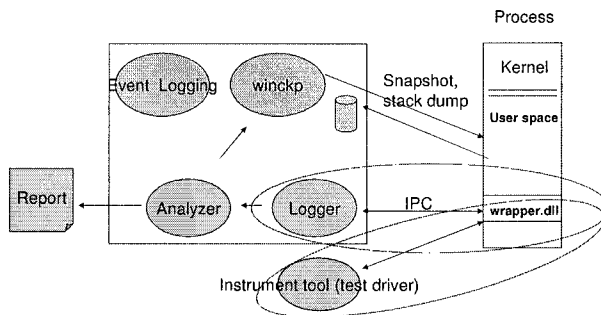 Process
Event Logging
winckp
Snapshot,
stack dump
Kernel
User space
Report
Analyzer
Logger
IPC
wrapper.dll
Instrument tool (test driver)